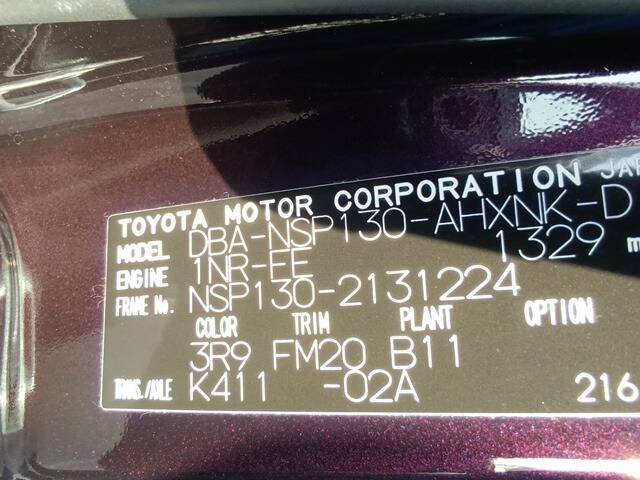 TOYOTA MOTOR CORPORATION JAP
MODEL DBA-NSP130-AHXNK-D
ENGINE 1NR-FE 1329 m
FRAME No. NSP130-2131224
COLOR TRIM PLANT OPTION
3R9 FM20 B11
TRANS./AXLE K411 -02A 216